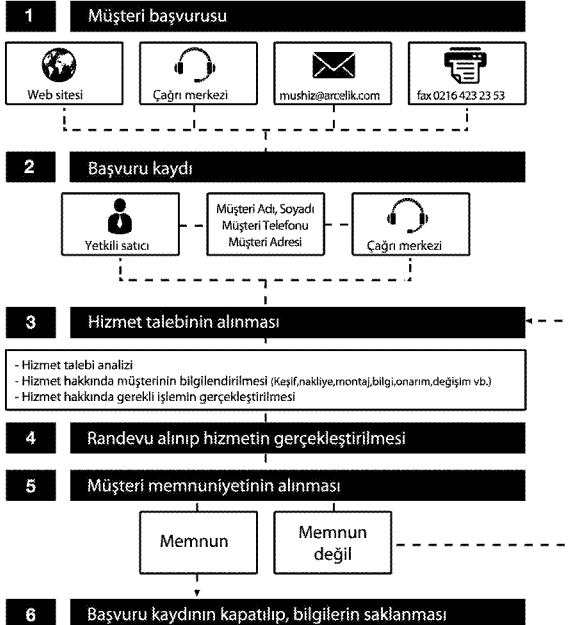 1 Müşteri başvurusu
Web sitesi
Çağrı merkezi
mushiz@arcelik.com
fax 0216 423 23 53
2 Başvuru kaydı
Yetkili satıcı
Müşteri Adı, Soyadı
Müşteri Telefonu
Müşteri Adresi
Çağrı merkezi
3 Hizmet talebinin alınması
- Hizmet talebi analizi
- Hizmet hakkında müşterinin bilgilendirilmesi (Keşif,nakliye,montaj,bilgi,onarım,değişim vb.)
- Hizmet hakkında gerekli işlemin gerçekleştirilmesi
4 Randevu alınıp hizmetin gerçekleştirilmesi
5 Müşteri memnuniyetinin alınması
Memnun
Memnun
değil
6 Başvuru kaydının kapatılıp, bilgilerin saklanması